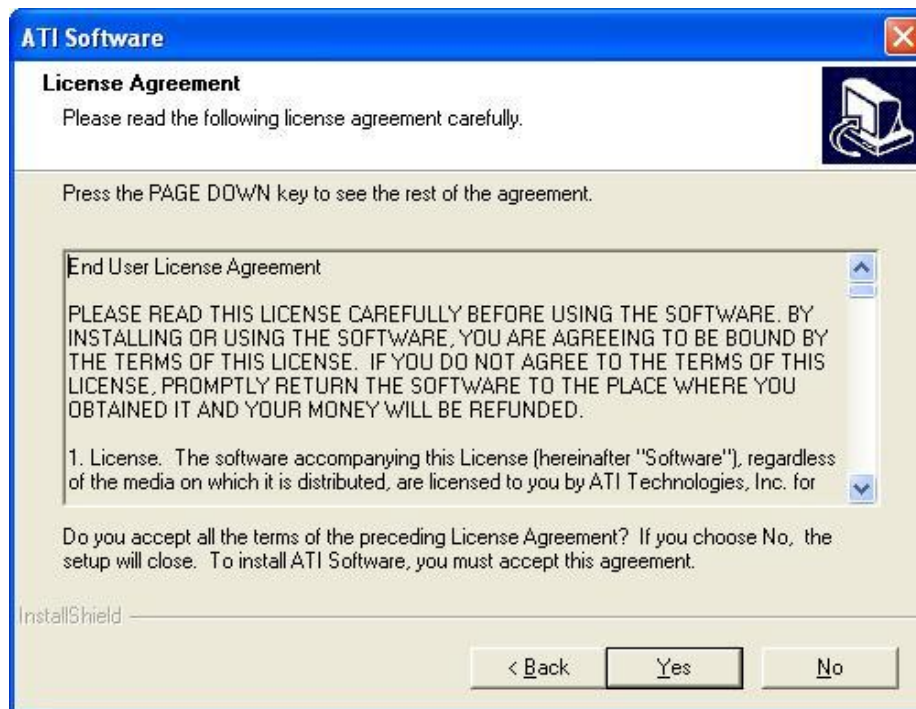 ATI Software
License Agreement
Please read the following license agreement carefully.
Press the PAGE DOWN key to see the rest of the agreement.
End User License Agreement
PLEASE READ THIS LICENSE CAREFULLY BEFORE USING THE SOFTWARE. BY
INSTALLING OR USING THE SOFTWARE, YOU ARE AGREEING TO BE BOUND BY
THE TERMS OF THIS LICENSE.  IF YOU DO NOT AGREE TO THE TERMS OF THIS
LICENSE, PROMPTLY RETURN THE SOFTWARE TO THE PLACE WHERE YOU
OBTAINED IT AND YOUR MONEY WILL BE REFUNDED.
1. License.  The software accompanying this License (hereinafter "Software"), regardless
of the media on which it is distributed, are licensed to you by ATI Technologies, Inc. for
Do you accept all the terms of the preceding License Agreement?  If you choose No,  the
setup will close.  To install ATI Software, you must accept this agreement.
InstallShield
< Back Yes No